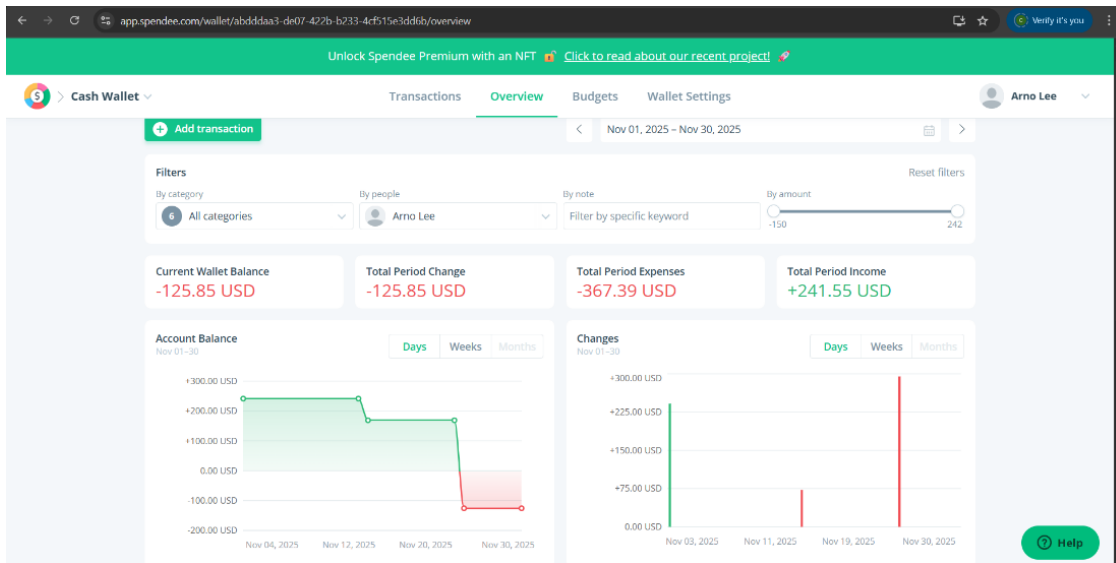 app.spendee.com/wallet/abdddaa3-de07-422b-b233-4cf515e3dd6b/overview
Verify it's you
Unlock Spendee Premium with an NFT 🔓 Click to read about our recent project! 🚀
Cash Wallet
Transactions Overview Budgets Wallet Settings
Arno Lee
Add transaction
Nov 01, 2025 – Nov 30, 2025
Filters
Reset filters
By category
By people
By note
By amount
6 All categories
Arno Lee
Filter by specific keyword
-150 242
Current Wallet Balance
-125.85 USD
Total Period Change
-125.85 USD
Total Period Expenses
-367.39 USD
Total Period Income
+241.55 USD
Account Balance
Nov 01–30
Days Weeks Months
+300.00 USD
+200.00 USD
+100.00 USD
0.00 USD
-100.00 USD
-200.00 USD
Nov 04, 2025 Nov 12, 2025 Nov 20, 2025 Nov 30, 2025
Changes
Nov 01–30
Days Weeks Months
+300.00 USD
+225.00 USD
+150.00 USD
+75.00 USD
0.00 USD
Nov 03, 2025 Nov 11, 2025 Nov 19, 2025 Nov 30, 2025
Help